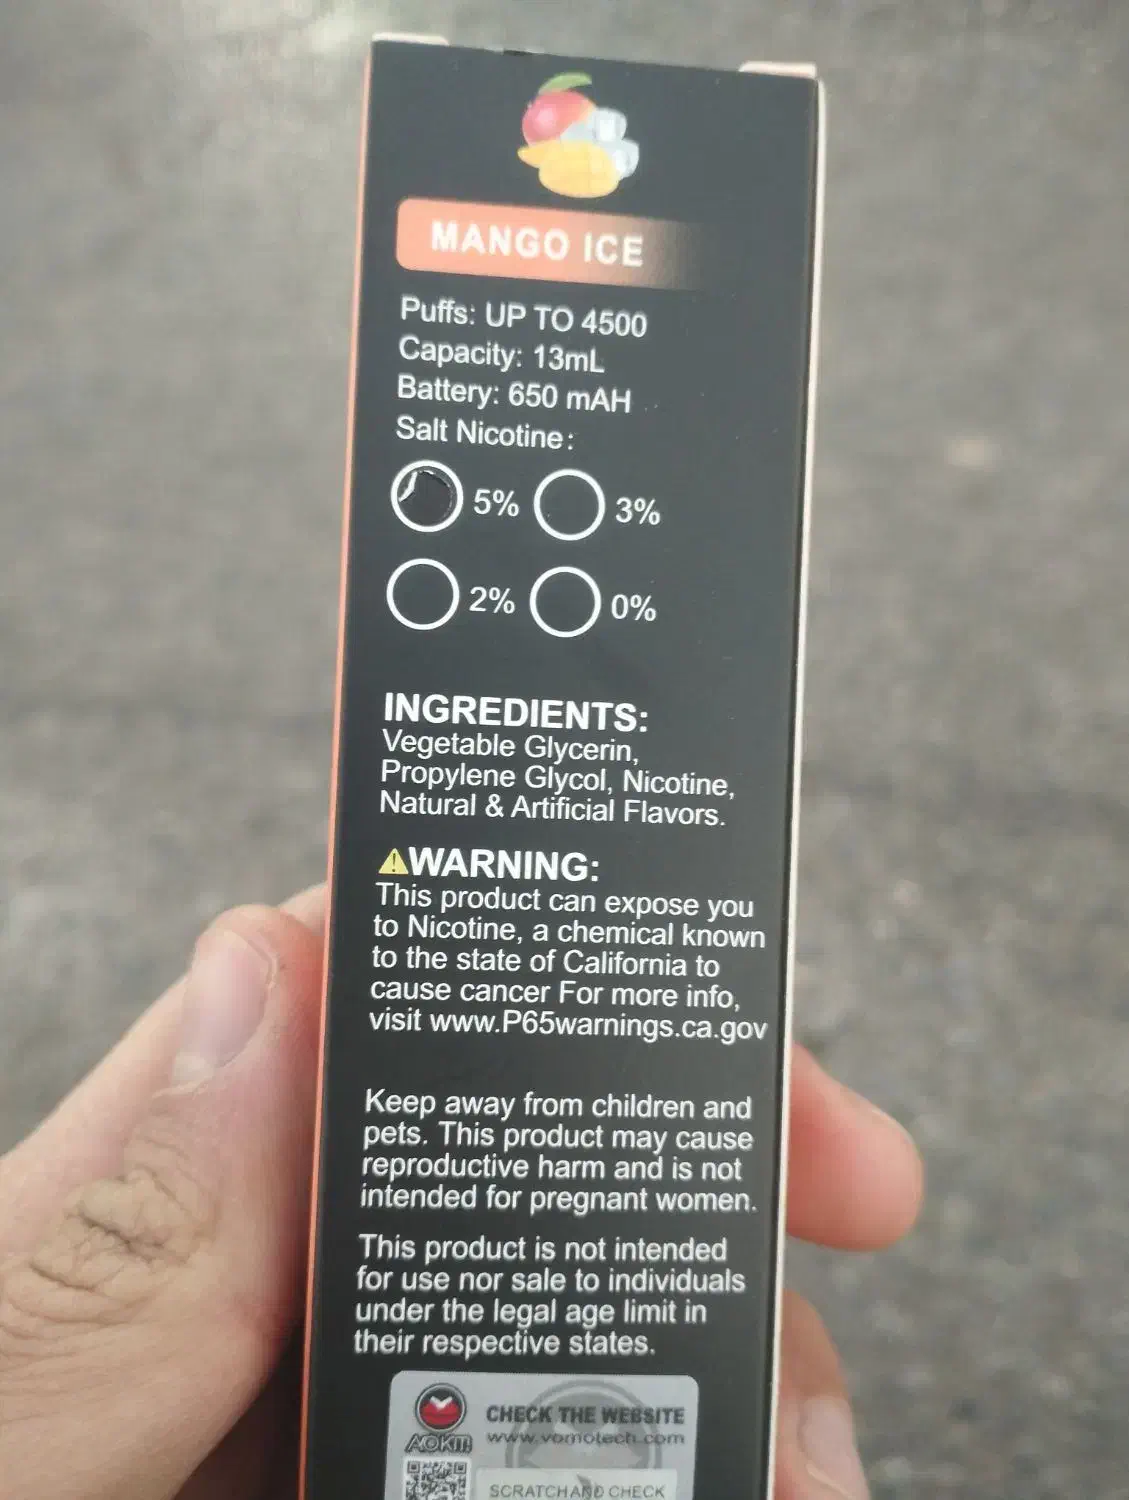 MANGO ICE
Puffs: UP TO 4500
Capacity: 13mL
Battery: 650 mAH
Salt Nicotine:
5% 3%
2% 0%
INGREDIENTS:
Vegetable Glycerin,
Propylene Glycol, Nicotine,
Natural & Artificial Flavors.
WARNING:
This product can expose you
to Nicotine, a chemical known
to the state of California to
cause cancer For more info,
visit www.P65warnings.ca.gov
Keep away from children and
pets. This product may cause
reproductive harm and is not
intended for pregnant women.
This product is not intended
for use nor sale to individuals
under the legal age limit in
their respective states.
AOKIT!
CHECK THE WEBSITE
www.vomotech.com
SCRATCH AND CHECK